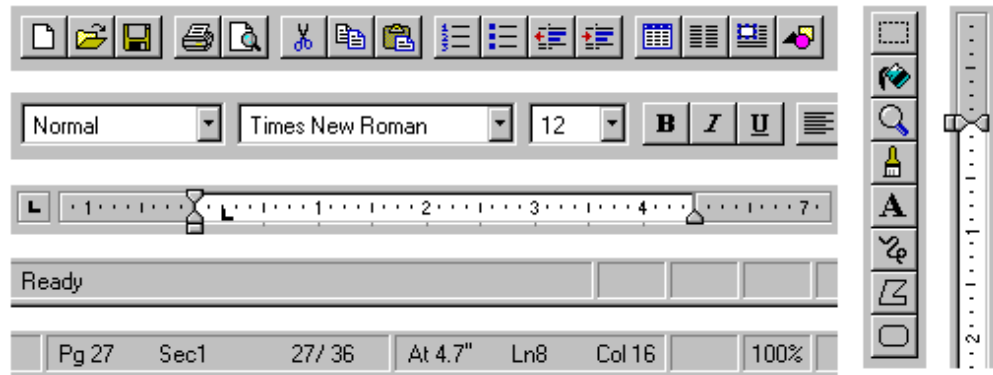 Normal Times New Roman 12 B I U
1 1 2 3 4 7
Ready
Pg 27 Sec1 27/36 At 4.7" Ln8 Col 16 100%
A
1
2